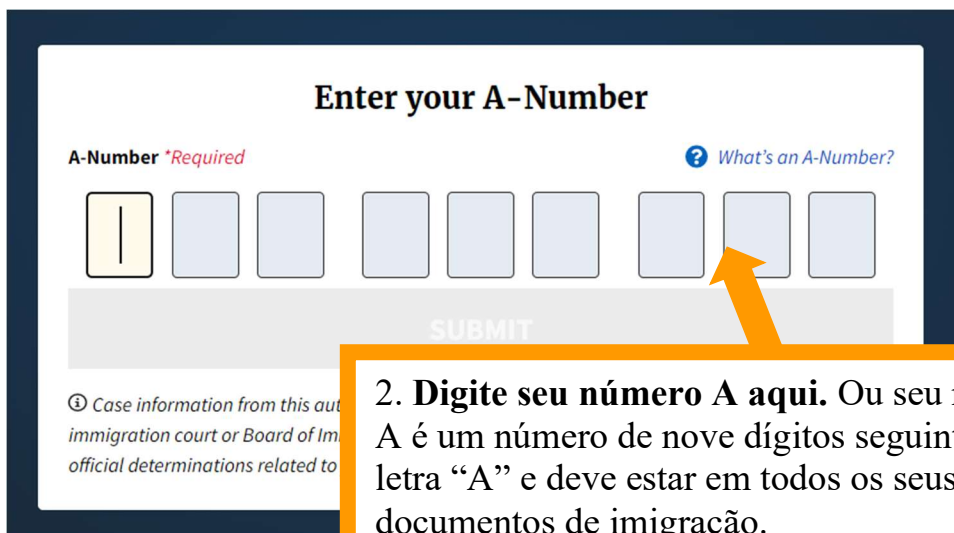 Enter your A-Number
A-Number *Required
What's an A-Number?
SUBMIT
Case information from this aut
immigration court or Board of Im
official determinations related to
2. Digite seu número A aqui. Ou seu
A é um número de nove dígitos
letra “A” e deve estar em todos os seus
documentos de imigração.